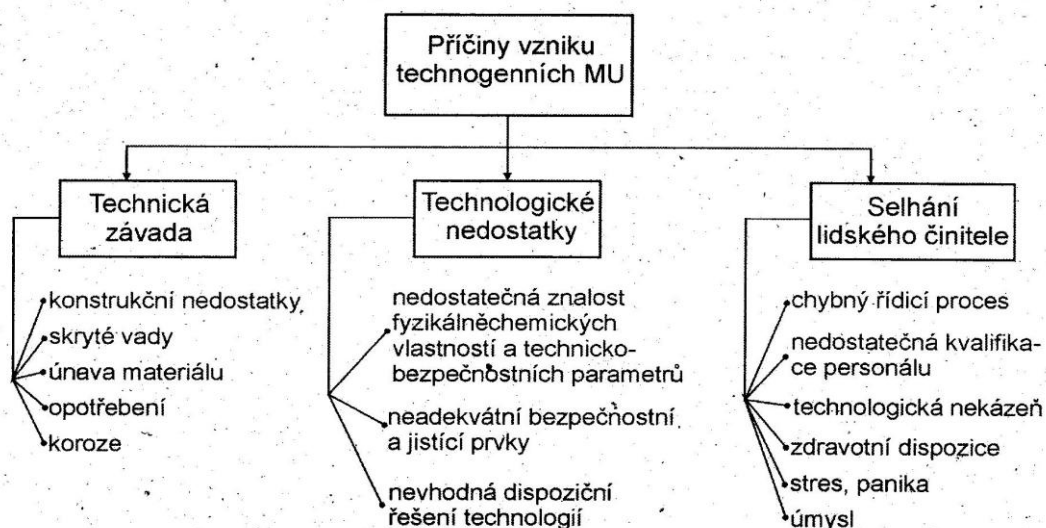 Příčiny vzniku
technogenních MU
Technická
závada
konstrukční nedostatky
skryté vady
únava materiálu
opotřebení
koroze
Technologické
nedostatky
nedostatečná znalost
fyzikálněchemických
vlastností a technicko-
bezpečnostních parametrů
neadekvátní bezpečnostní
a jistící prvky
nevhodná dispoziční
řešení technologií
Selhání
lidského činitele
chybný řídicí proces
nedostatečná kvalifika-
ce personálu
technologická nekázeň
zdravotní dispozice
stres, panika
úmysl